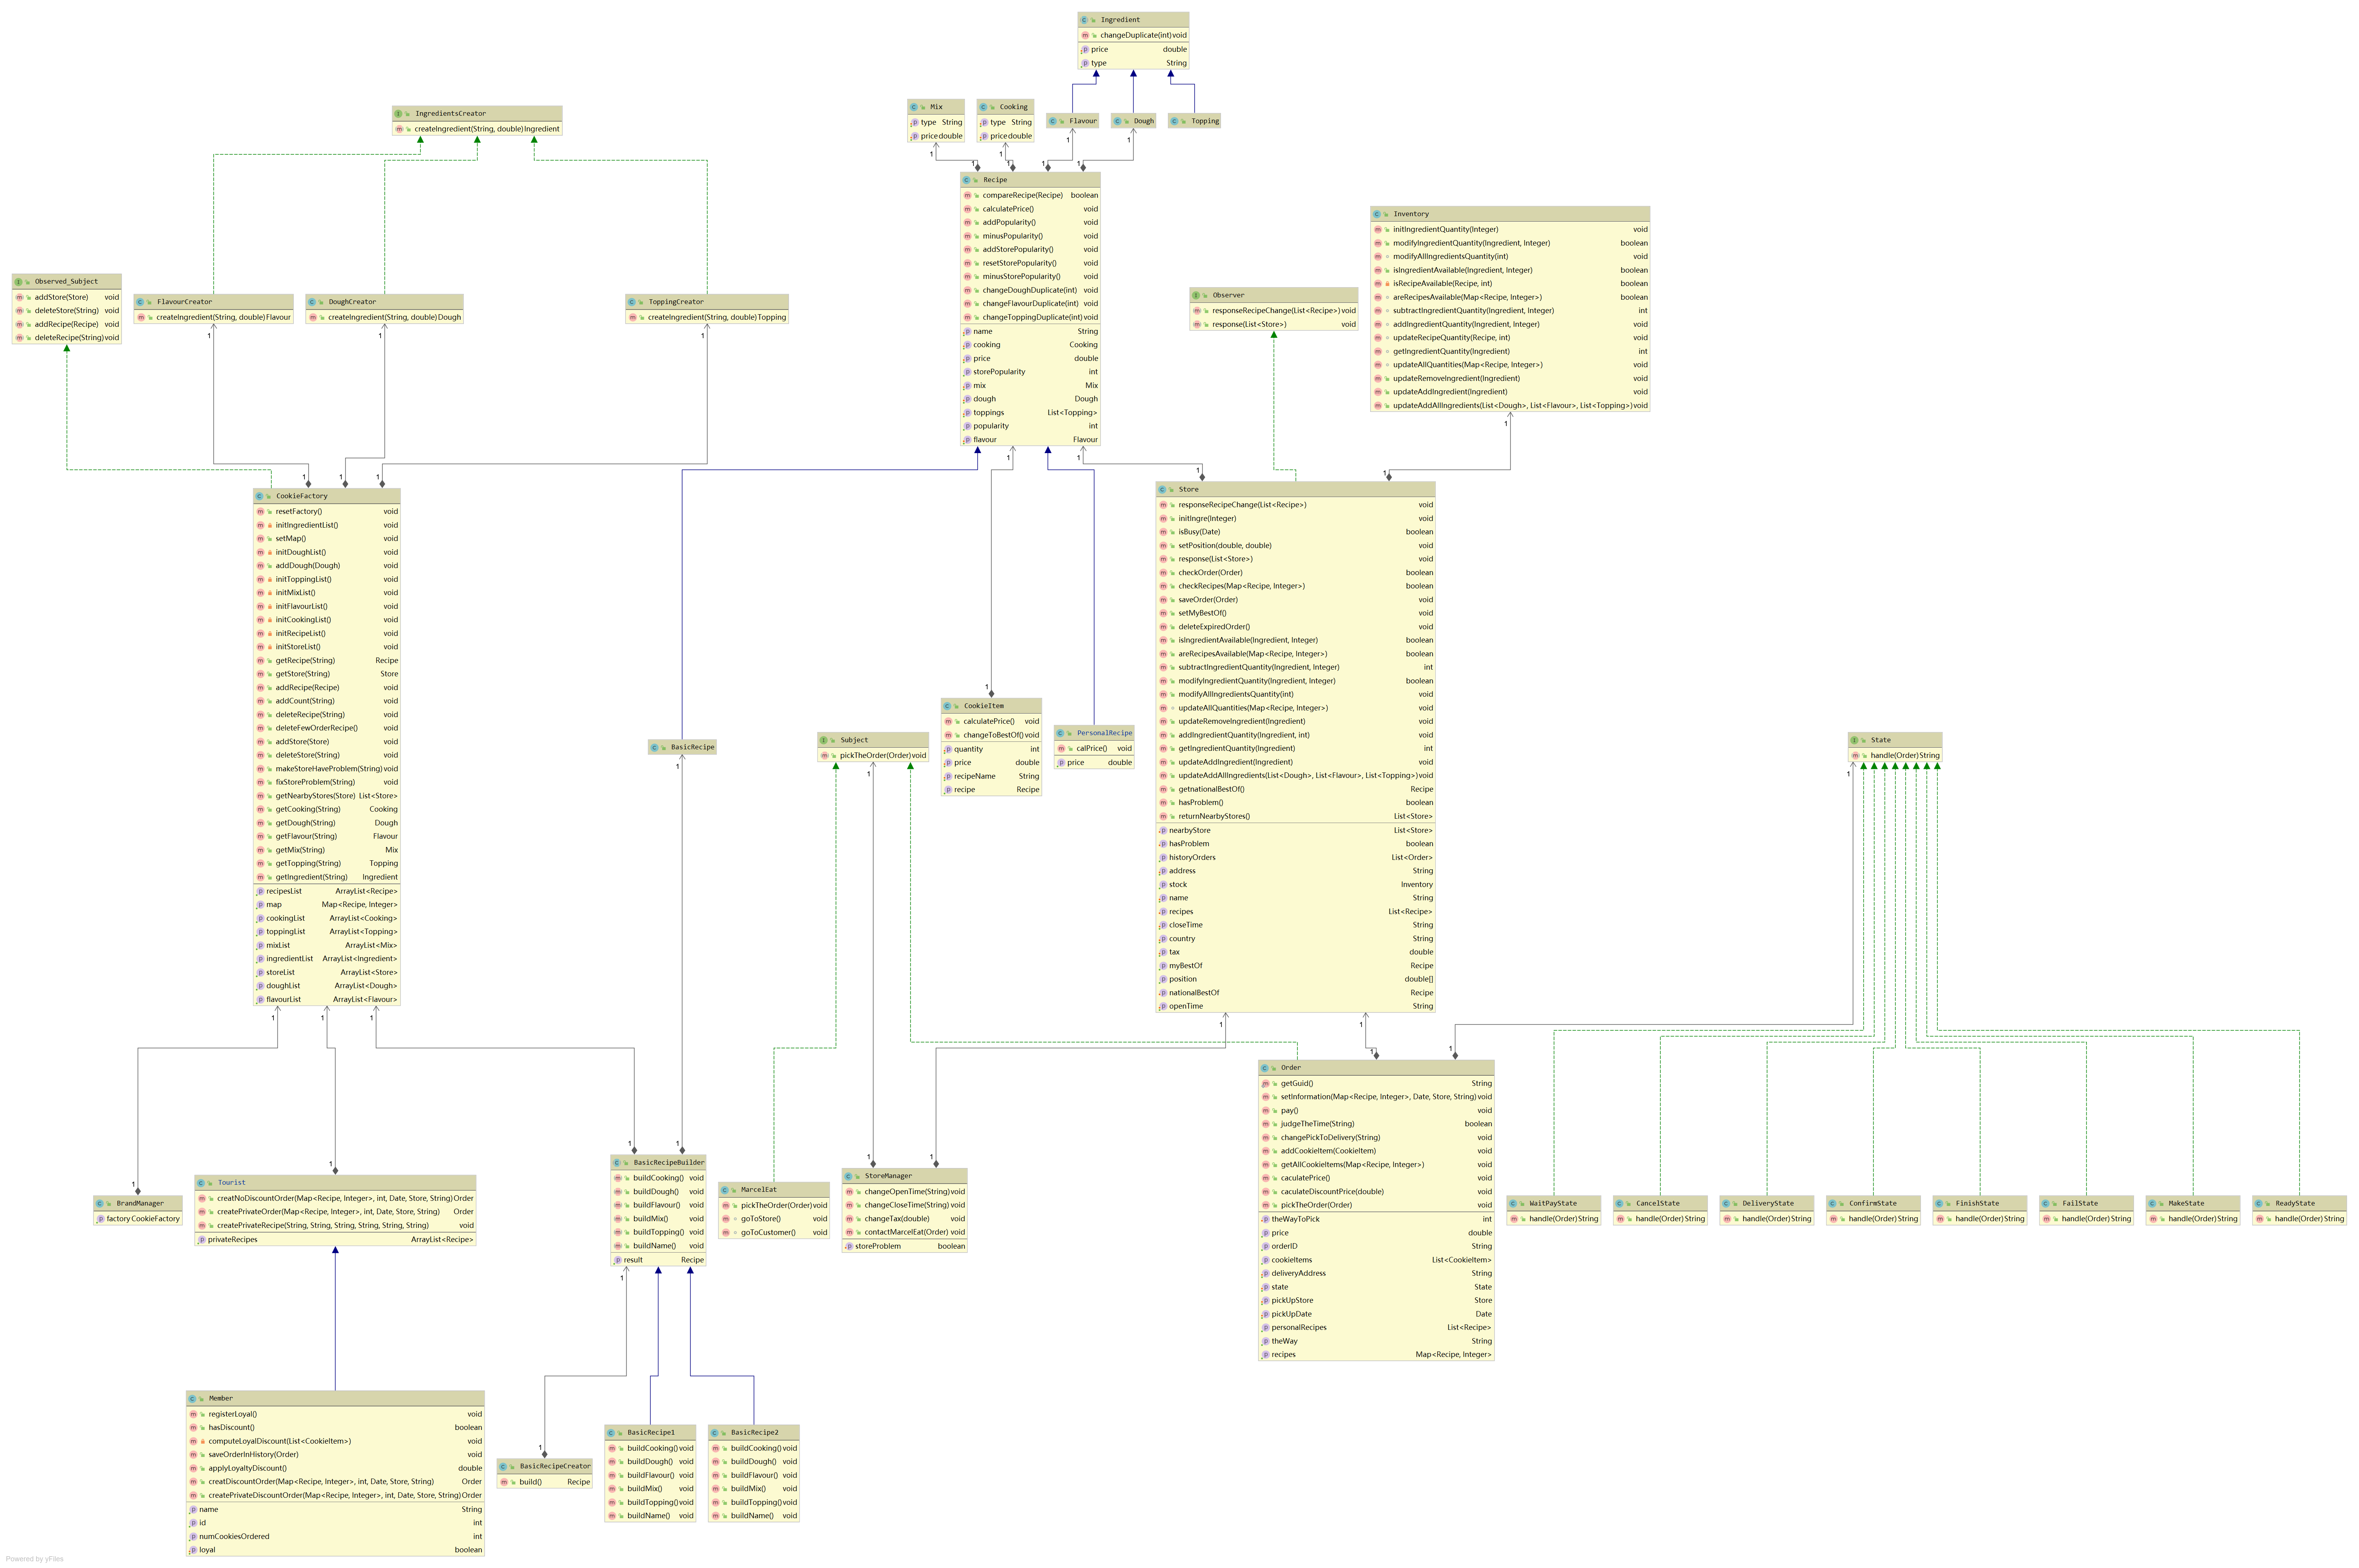 Ingredient
changeDuplicate(int) void
price double
type String
Mix
type String
price double
Cooking
type String
price double
Flavour
Dough
Topping
IngredientsCreator
createIngredient(String, double) Ingredient
Observed_Subject
addStore(Store) void
deleteStore(String) void
addRecipe(Recipe) void
deleteRecipe(String) void
FlavourCreator
createIngredient(String, double) Flavour
DoughCreator
createIngredient(String, double) Dough
ToppingCreator
createIngredient(String, double) Topping
Recipe
compareRecipe(Recipe) boolean
calculatePrice() void
addPopularity() void
minusPopularity() void
addStorePopularity() void
resetStorePopularity() void
minusStorePopularity() void
changeDoughDuplicate(int) void
changeFlavourDuplicate(int) void
changeToppingDuplicate(int) void
name String
cooking Cooking
price double
storePopularity int
mix Mix
dough Dough
toppings List<Topping>
popularity int
flavour Flavour
Observer
responseRecipeChange(List<Recipe>) void
response(List<Store>) void
Inventory
initIngredientQuantity(Integer) void
modifyIngredientQuantity(Ingredient, Integer) boolean
modifyAllIngredientsQuantity(int) void
isIngredientAvailable(Ingredient, Integer) boolean
isRecipeAvailable(Recipe, int) boolean
areRecipesAvailable(Map<Recipe, Integer>) boolean
subtractIngredientQuantity(Ingredient, Integer) int
addIngredientQuantity(Ingredient, Integer) void
updateRecipeQuantity(Recipe, int) void
getIngredientQuantity(Ingredient) int
updateAllQuantities(Map<Recipe, Integer>) void
updateRemoveIngredient(Ingredient) void
updateAddIngredient(Ingredient) void
updateAddAllIngredients(List<Dough>, List<Flavour>, List<Topping>) void
CookieFactory
resetFactory() void
initIngredientList() void
setMap() void
initDoughList() void
addDough(Dough) void
initToppingList() void
initMixList() void
initFlavourList() void
initCookingList() void
initRecipeList() void
initStoreList() void
getRecipe(String) Recipe
getStore(String) Store
addRecipe(Recipe) void
addCount(String) void
deleteRecipe(String) void
deleteFewOrderRecipe() void
addStore(Store) void
deleteStore(String) void
makeStoreHaveProblem(String) void
fixStoreProblem(String) void
getNearbyStores(Store) List<Store>
getCooking(String) Cooking
getDough(String) Dough
getFlavour(String) Flavour
getMix(String) Mix
getTopping(String) Topping
getIngredient(String) Ingredient
recipesList ArrayList<Recipe>
map Map<Recipe, Integer>
cookingList ArrayList<Cooking>
toppingList ArrayList<Topping>
mixList ArrayList<Mix>
ingredientList ArrayList<Ingredient>
storeList ArrayList<Store>
doughList ArrayList<Dough>
flavourList ArrayList<Flavour>
Store
responseRecipeChange(List<Recipe>) void
initIngre(Integer) void
isBusy(Date) boolean
setPosition(double, double) void
response(List<Store>) void
checkOrder(Order) boolean
checkRecipes(Map<Recipe, Integer>) boolean
saveOrder(Order) void
setMyBestOf() void
deleteExpiredOrder() void
isIngredientAvailable(Ingredient, Integer) boolean
areRecipesAvailable(Map<Recipe, Integer>) boolean
subtractIngredientQuantity(Ingredient, Integer) int
modifyIngredientQuantity(Ingredient, Integer) boolean
modifyAllIngredientsQuantity(int) void
updateAllQuantities(Map<Recipe, Integer>) void
updateRemoveIngredient(Ingredient) void
addIngredientQuantity(Ingredient, int) void
getIngredientQuantity(Ingredient) int
updateAddIngredient(Ingredient) void
updateAddAllIngredients(List<Dough>, List<Flavour>, List<Topping>) void
getnationalBestOf() Recipe
hasProblem() boolean
returnNearbyStores() List<Store>
nearbyStore List<Store>
hasProblem boolean
historyOrders List<Order>
address String
stock Inventory
name String
recipes List<Recipe>
closeTime String
country String
tax double
myBestOf Recipe
position double[]
nationalBestOf Recipe
openTime String
CookieItem
calculatePrice() void
changeToBestOf() void
quantity int
price double
recipeName String
recipe Recipe
PersonalRecipe
calPrice() void
price double
BasicRecipe
Subject
pickTheOrder(Order) void
State
handle(Order) String
Order
getGuid() String
setInformation(Map<Recipe, Integer>, Date, Store, String) void
pay() void
judgeTheTime(String) boolean
changePickToDelivery(String) void
addCookieItem(CookieItem) void
getAllCookieItems(Map<Recipe, Integer>) void
caculatePrice() void
caculateDiscountPrice(double) void
pickTheOrder(Order) void
theWayToPick int
price double
orderID String
cookieItems List<CookieItem>
deliveryAddress String
state State
pickUpStore Store
pickUpDate Date
personalRecipes List<Recipe>
theWay String
recipes Map<Recipe, Integer>
BrandManager
factory CookieFactory
Tourist
creatNoDiscountOrder(Map<Recipe, Integer>, int, Date, Store, String) Order
createPrivateOrder(Map<Recipe, Integer>, int, Date, Store, String) Order
createPrivateRecipe(String, String, String, String, String, String) void
privateRecipes ArrayList<Recipe>
BasicRecipeBuilder
buildCooking() void
buildDough() void
buildFlavour() void
buildMix() void
buildTopping() void
buildName() void
result Recipe
MarcelEat
pickTheOrder(Order) void
goToStore() void
goToCustomer() void
StoreManager
changeOpenTime(String) void
changeCloseTime(String) void
changeTax(double) void
contactMarcelEat(Order) void
storeProblem boolean
WaitPayState
handle(Order) String
CancelState
handle(Order) String
DeliveryState
handle(Order) String
ConfirmState
handle(Order) String
FinishState
handle(Order) String
FailState
handle(Order) String
MakeState
handle(Order) String
ReadyState
handle(Order) String
Member
registerLoyal() void
hasDiscount() boolean
computeLoyalDiscount(List<CookieItem>) void
saveOrderInHistory(Order) void
applyLoyaltyDiscount() double
creatDiscountOrder(Map<Recipe, Integer>, int, Date, Store, String) Order
createPrivateDiscountOrder(Map<Recipe, Integer>, int, Date, Store, String) Order
name String
id int
numCookiesOrdered int
loyal boolean
BasicRecipeCreator
build() Recipe
BasicRecipe1
buildCooking() void
buildDough() void
buildFlavour() void
buildMix() void
buildTopping() void
buildName() void
BasicRecipe2
buildCooking() void
buildDough() void
buildFlavour() void
buildMix() void
buildTopping() void
buildName() void
Powered by yFiles